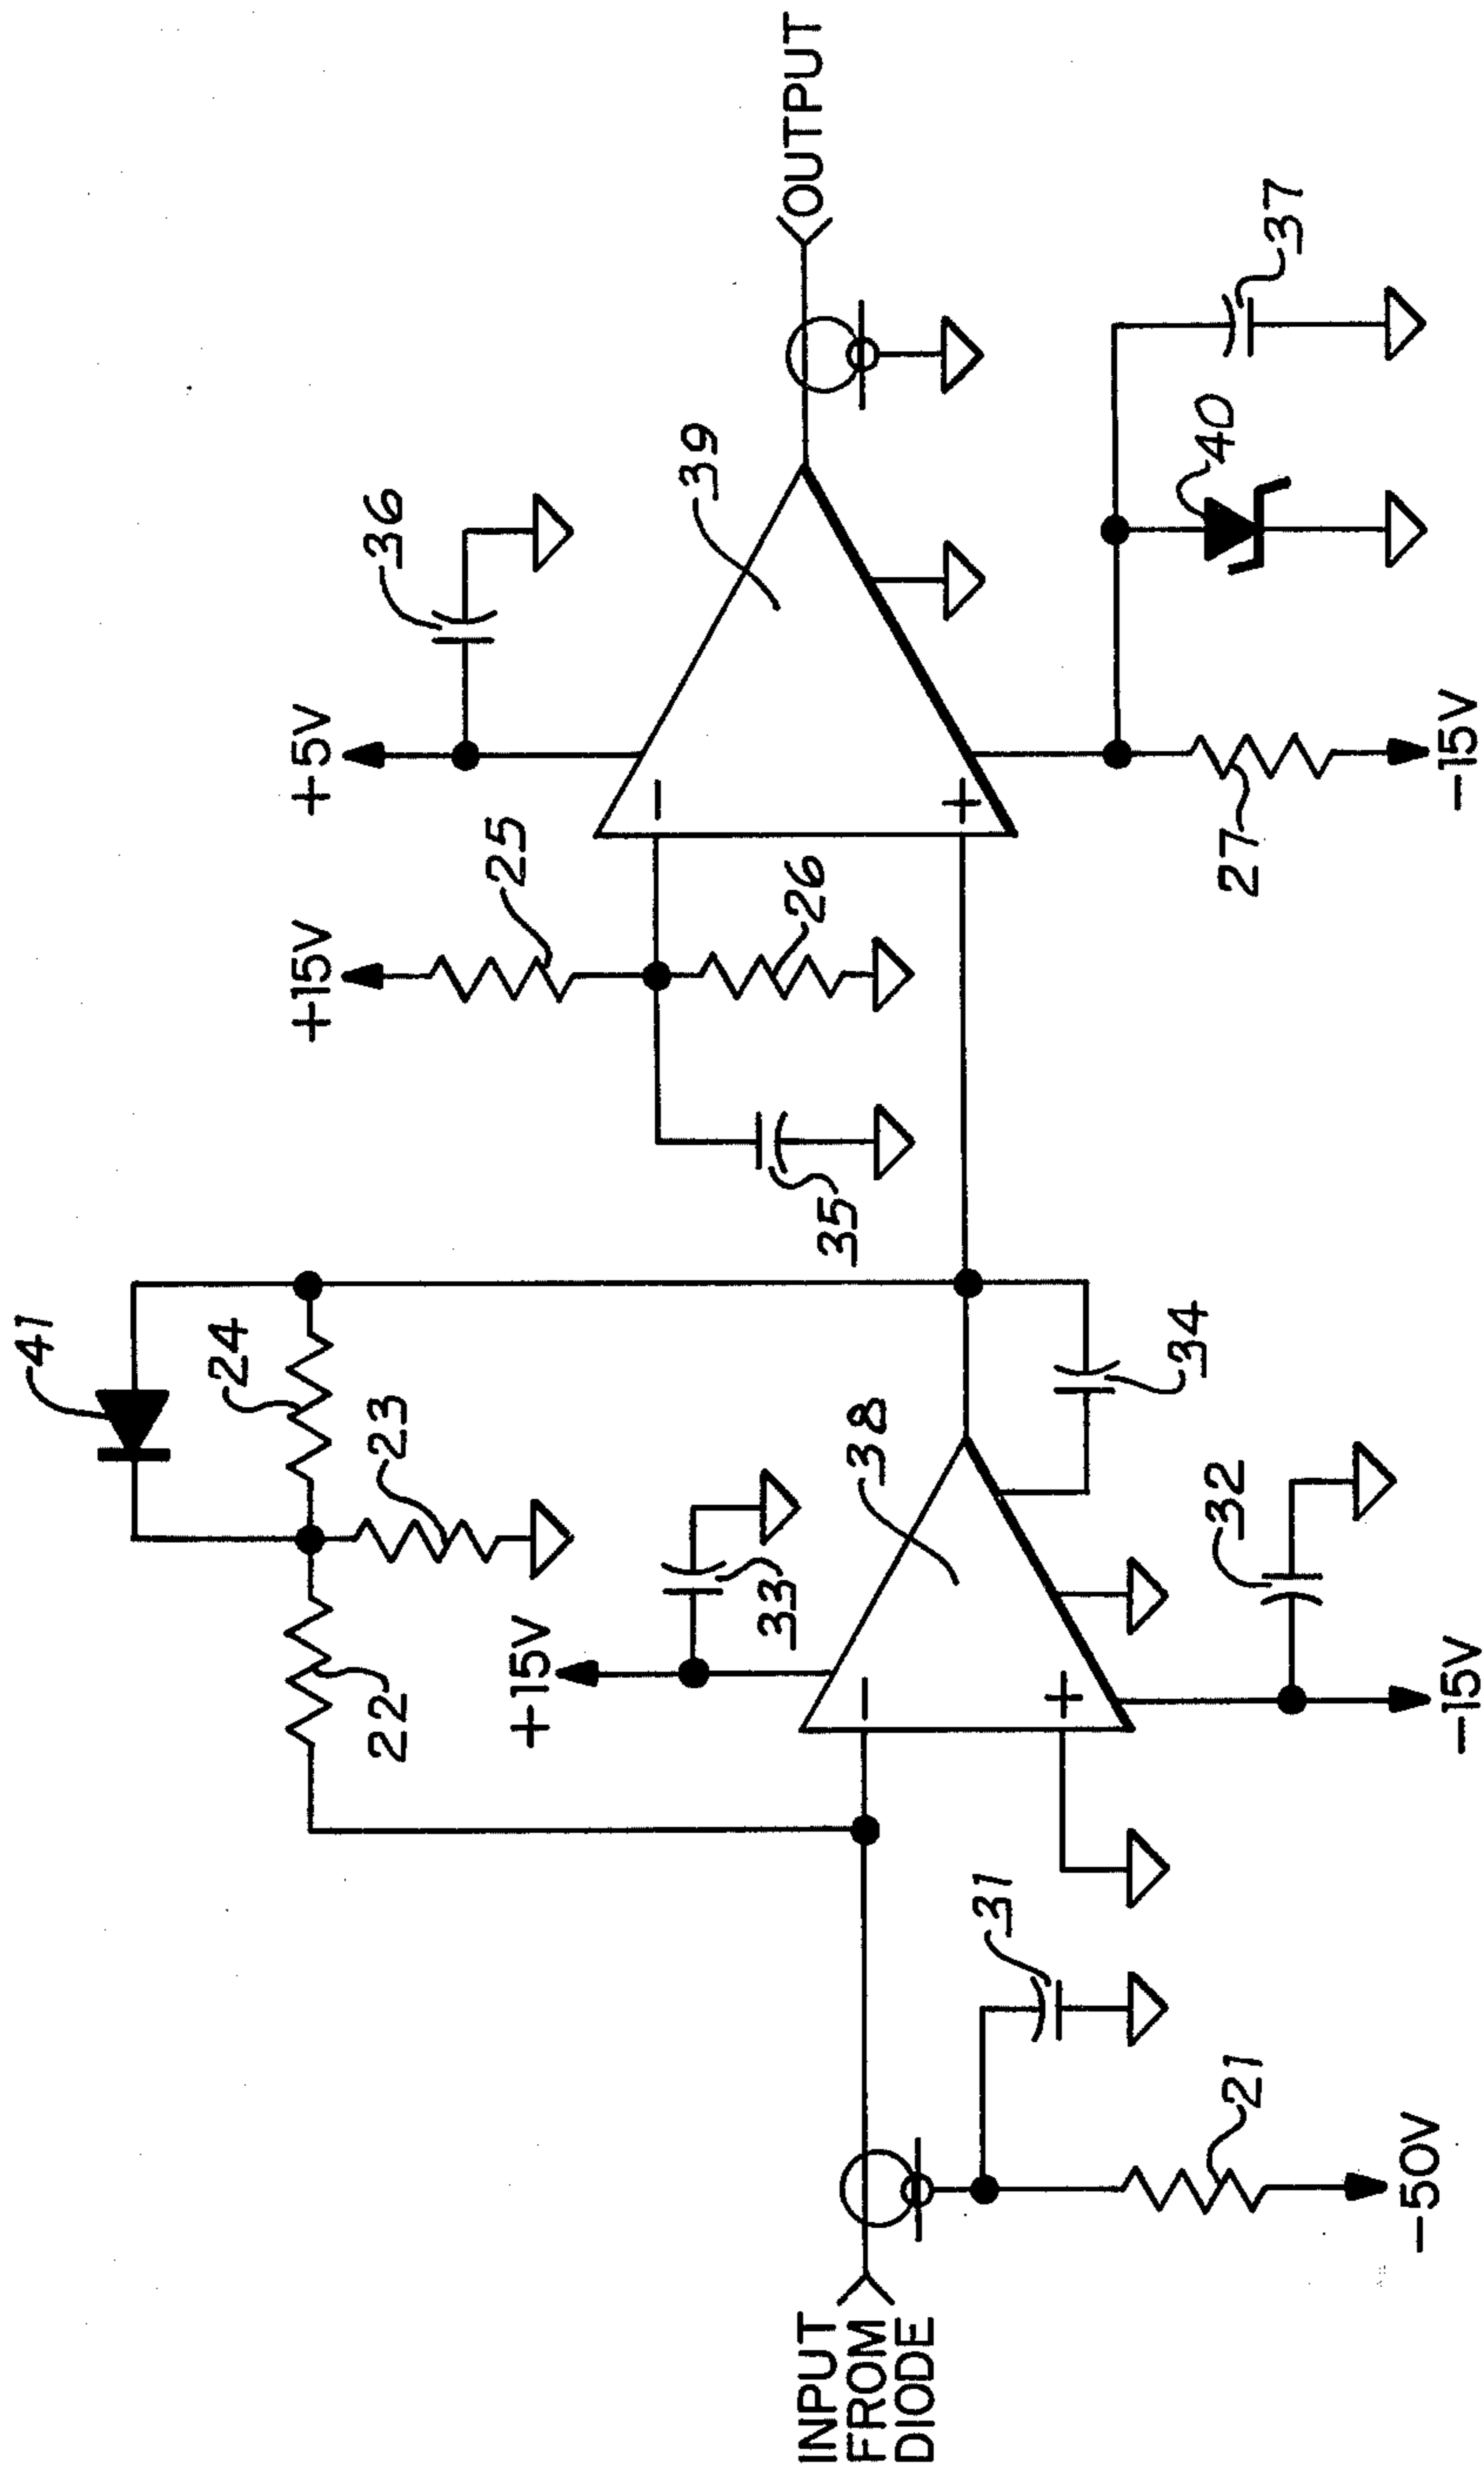 41
24
23
22
+15V
33
38
34
32
-15V
INPUT
FROM
DIODE
31
21
-50V
+15V
25
26
35
+5V
36
39
OUTPUT
27
-15V
40
37